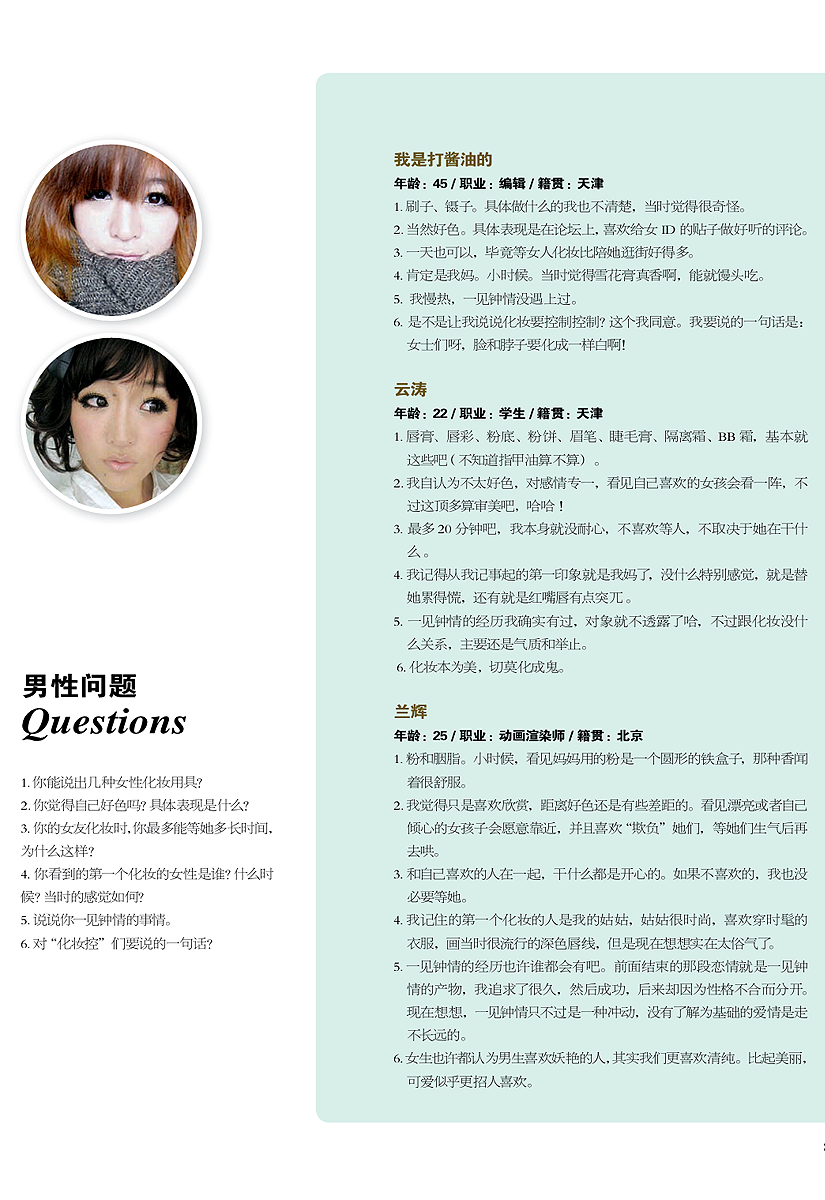 男性问题
Questions
1. 你能说出几种女性化妆用具?
2. 你觉得自己好色吗? 具体表现是什么?
3. 你的女友化妆时, 你最多能等她多长时间,
为什么这样?
4. 你看到的第一个化妆的女性是谁? 什么时
候? 当时的感觉如何?
5. 说说你一见钟情的事情。
6. 对 “化妆控” 们要说的一句话?
我是打酱油的
年龄: 45 / 职业: 编辑 / 籍贯: 天津
1. 刷子、镊子。具体做什么的我也不清楚，当时觉得很奇怪。
2. 当然好色。具体表现是在论坛上, 喜欢给女 ID 的贴子做好听的评论。
3. 一天也可以，毕竟等女人化妆比陪她逛街好得多。
4. 肯定是我妈。小时候。当时觉得雪花膏真香啊，能就馒头吃。
5. 我慢热，一见钟情没遇上过。
6. 是不是让我说说化妆要控制控制? 这个我同意。我要说的一句话是:
女士们呀，脸和脖子要化成一样白啊!
云涛
年龄: 22 / 职业: 学生 / 籍贯: 天津
1. 唇膏、唇彩、粉底、粉饼、眉笔、睫毛膏、隔离霜、BB 霜，基本就
这些吧 ( 不知道指甲油算不算） 。
2. 我自认为不太好色，对感情专一，看见自己喜欢的女孩会看一阵，不
过这顶多算审美吧，哈哈！
3. 最多 20 分钟吧，我本身就没耐心，不喜欢等人，不取决于她在干什
么 。
4. 我记得从我记事起的第一印象就是我妈了，没什么特别感觉，就是替
她累得慌，还有就是红嘴唇有点突兀 。
5. 一见钟情的经历我确实有过，对象就不透露了哈，不过跟化妆没什
么关系，主要还是气质和举止。
6. 化妆本为美，切莫化成鬼。
兰辉
年龄: 25 / 职业: 动画渲染师 / 籍贯: 北京
1. 粉和胭脂。小时候，看见妈妈用的粉是一个圆形的铁盒子，那种香闻
着很舒服。
2. 我觉得只是喜欢欣赏，距离好色还是有些差距的。看见漂亮或者自己
倾心的女孩子会愿意靠近，并且喜欢 “欺负” 她们，等她们生气后再
去哄。
3. 和自己喜欢的人在一起，干什么都是开心的。如果不喜欢的，我也没
必要等她。
4. 我记住的第一个化妆的人是我的姑姑，姑姑很时尚，喜欢穿时髦的
衣服，画当时很流行的深色唇线，但是现在想想实在太俗气了。
5. 一见钟情的经历也许谁都会有吧。前面结束的那段恋情就是一见钟
情的产物，我追求了很久，然后成功，后来却因为性格不合而分开。
现在想想，一见钟情只不过是一种冲动，没有了解为基础的爱情是走
不长远的。
6. 女生也许都认为男生喜欢妖艳的人, 其实我们更喜欢清纯。比起美丽，
可爱似乎更招人喜欢。